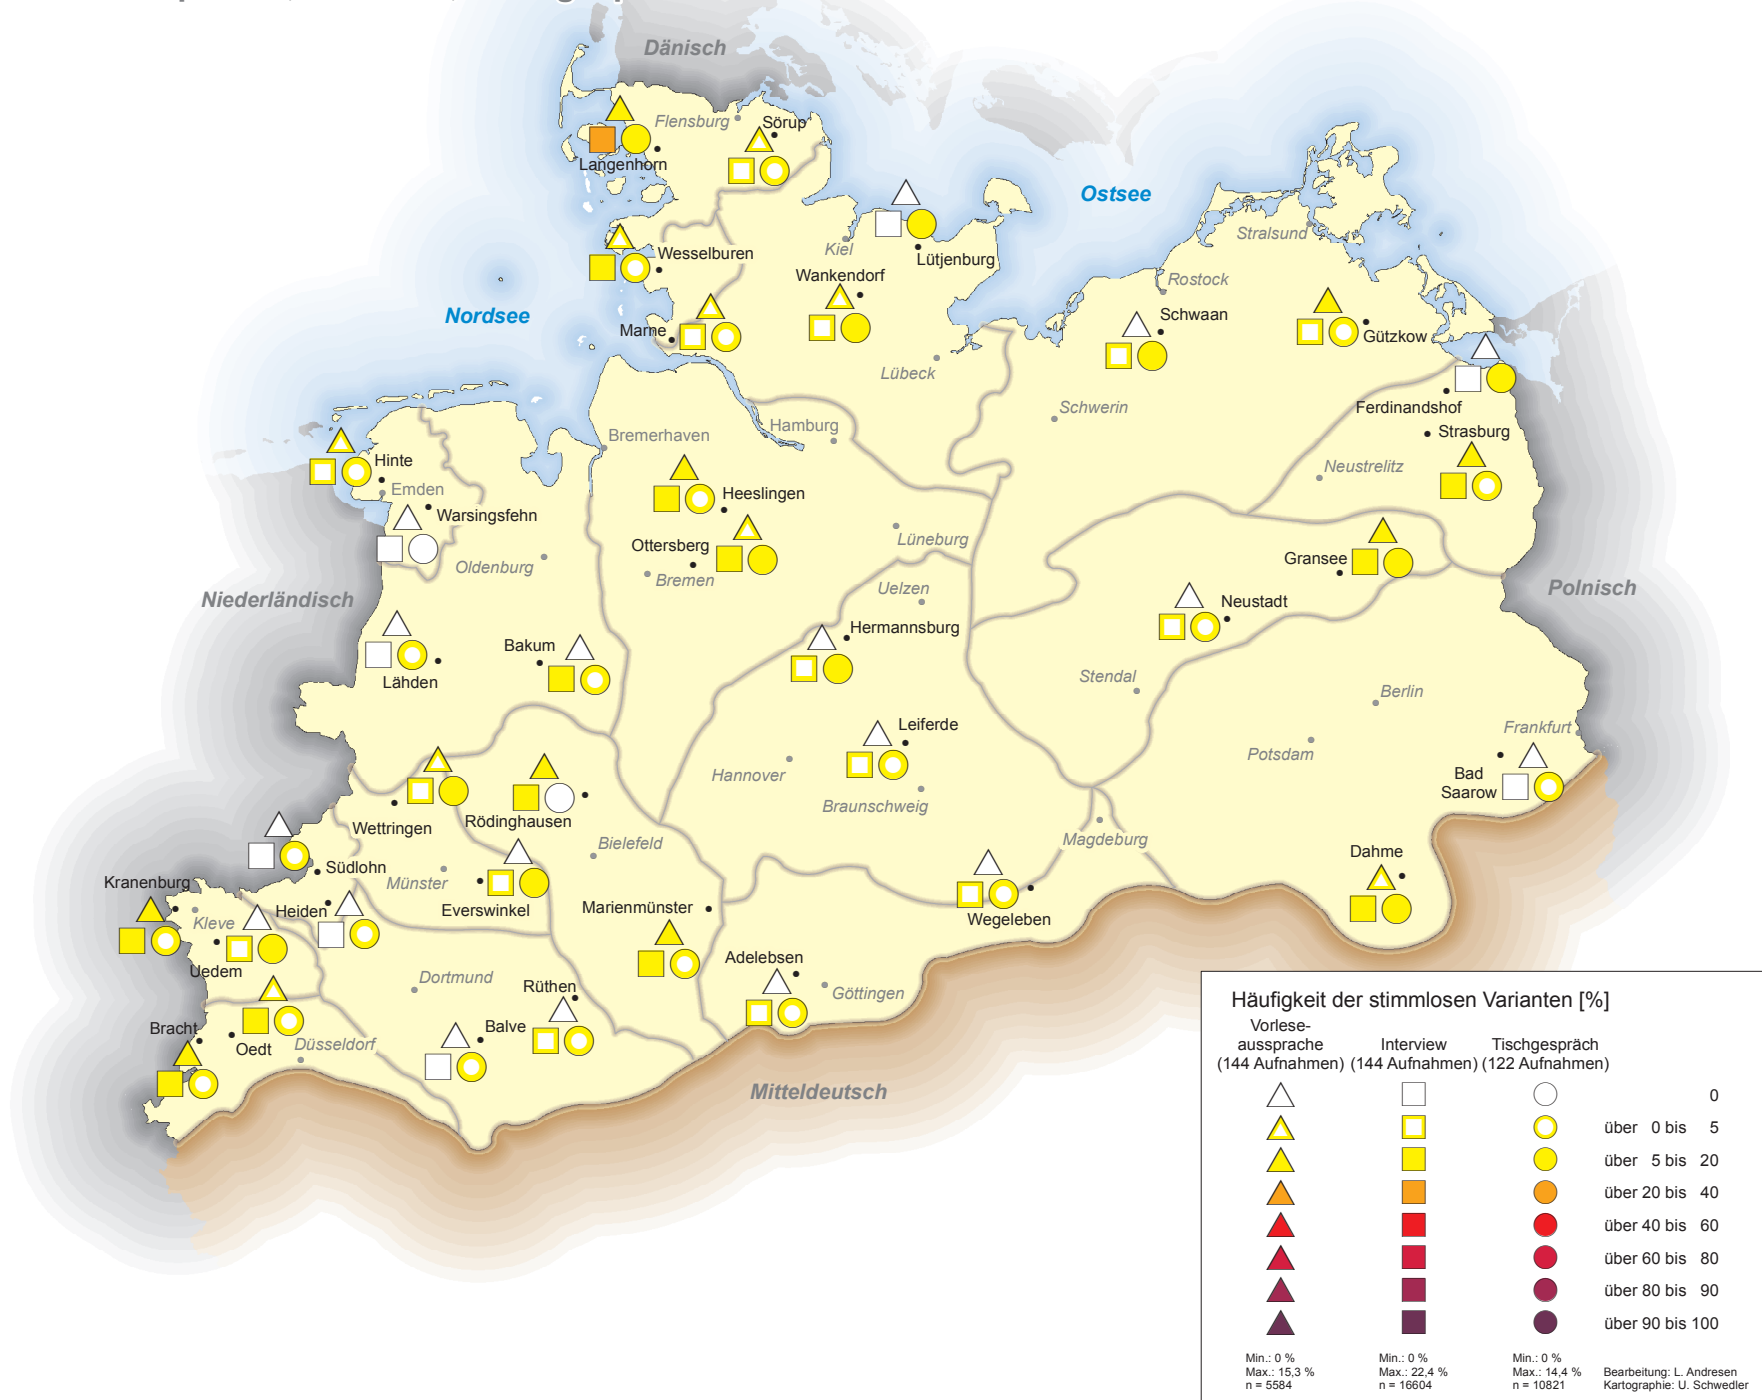 Dänisch
Flensburg
Sörup
Langenhorn
Ostsee
Stralsund
Kiel
Wesselburen
Lütjenburg
Wankendorf
Rostock
Nordsee
Schwaan
Marne
Gützkow
Lübeck
Schwerin
Ferdinandshof
Hamburg
Bremerhaven
Strasburg
Hinte
Neustrelitz
Emden
Heeslingen
Warsingsfehn
Lüneburg
Ottersberg
Gransee
Oldenburg
Bremen
Uelzen
Polnisch
Niederländisch
Neustadt
Hermannsburg
Bakum
Stendal
Lähden
Berlin
Leiferde
Frankfurt
Potsdam
Hannover
Bad
Saarow
Braunschweig
Wettringen
Rödinghausen
Magdeburg
Bielefeld
Dahme
Südlohn
Münster
Kranenburg
Heiden
Everswinkel
Marienmünster
Wegeleben
Kleve
Adelebsen
Uedem
Dortmund
Rüthen
Göttingen
Bracht
Balve
Oedt
Düsseldorf
Mitteldeutsch
Häufigkeit der stimmlosen Varianten [%]
Vorlese-
aussprache Interview Tischgespräch
(144 Aufnahmen) (144 Aufnahmen) (122 Aufnahmen)
0
über 0 bis 5
über 5 bis 20
über 20 bis 40
über 40 bis 60
über 60 bis 80
über 80 bis 90
über 90 bis 100
Min.: 0 % Min.: 0 % Min.: 0 %
Max.: 15,3 % Max.: 22,4 % Max.: 14,4 % Bearbeitung: L. Andresen
n = 5584 n = 16604 n = 10821 Kartographie: U. Schwedler